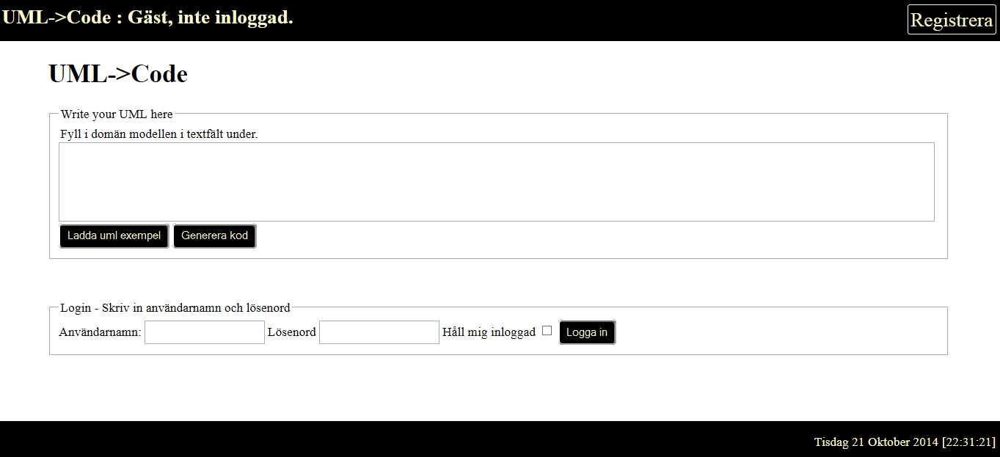 UML->Code : Gäst, inte inloggad.
Registrera
UML->Code
Write your UML here
Fyll i domän modellen i textfält under.
Ladda uml exempel Generera kod
Login - Skriv in användarnamn och lösenord
Användarnamn: Lösenord Håll mig inloggad Logga in
Tisdag 21 Oktober 2014 [22:31:21]